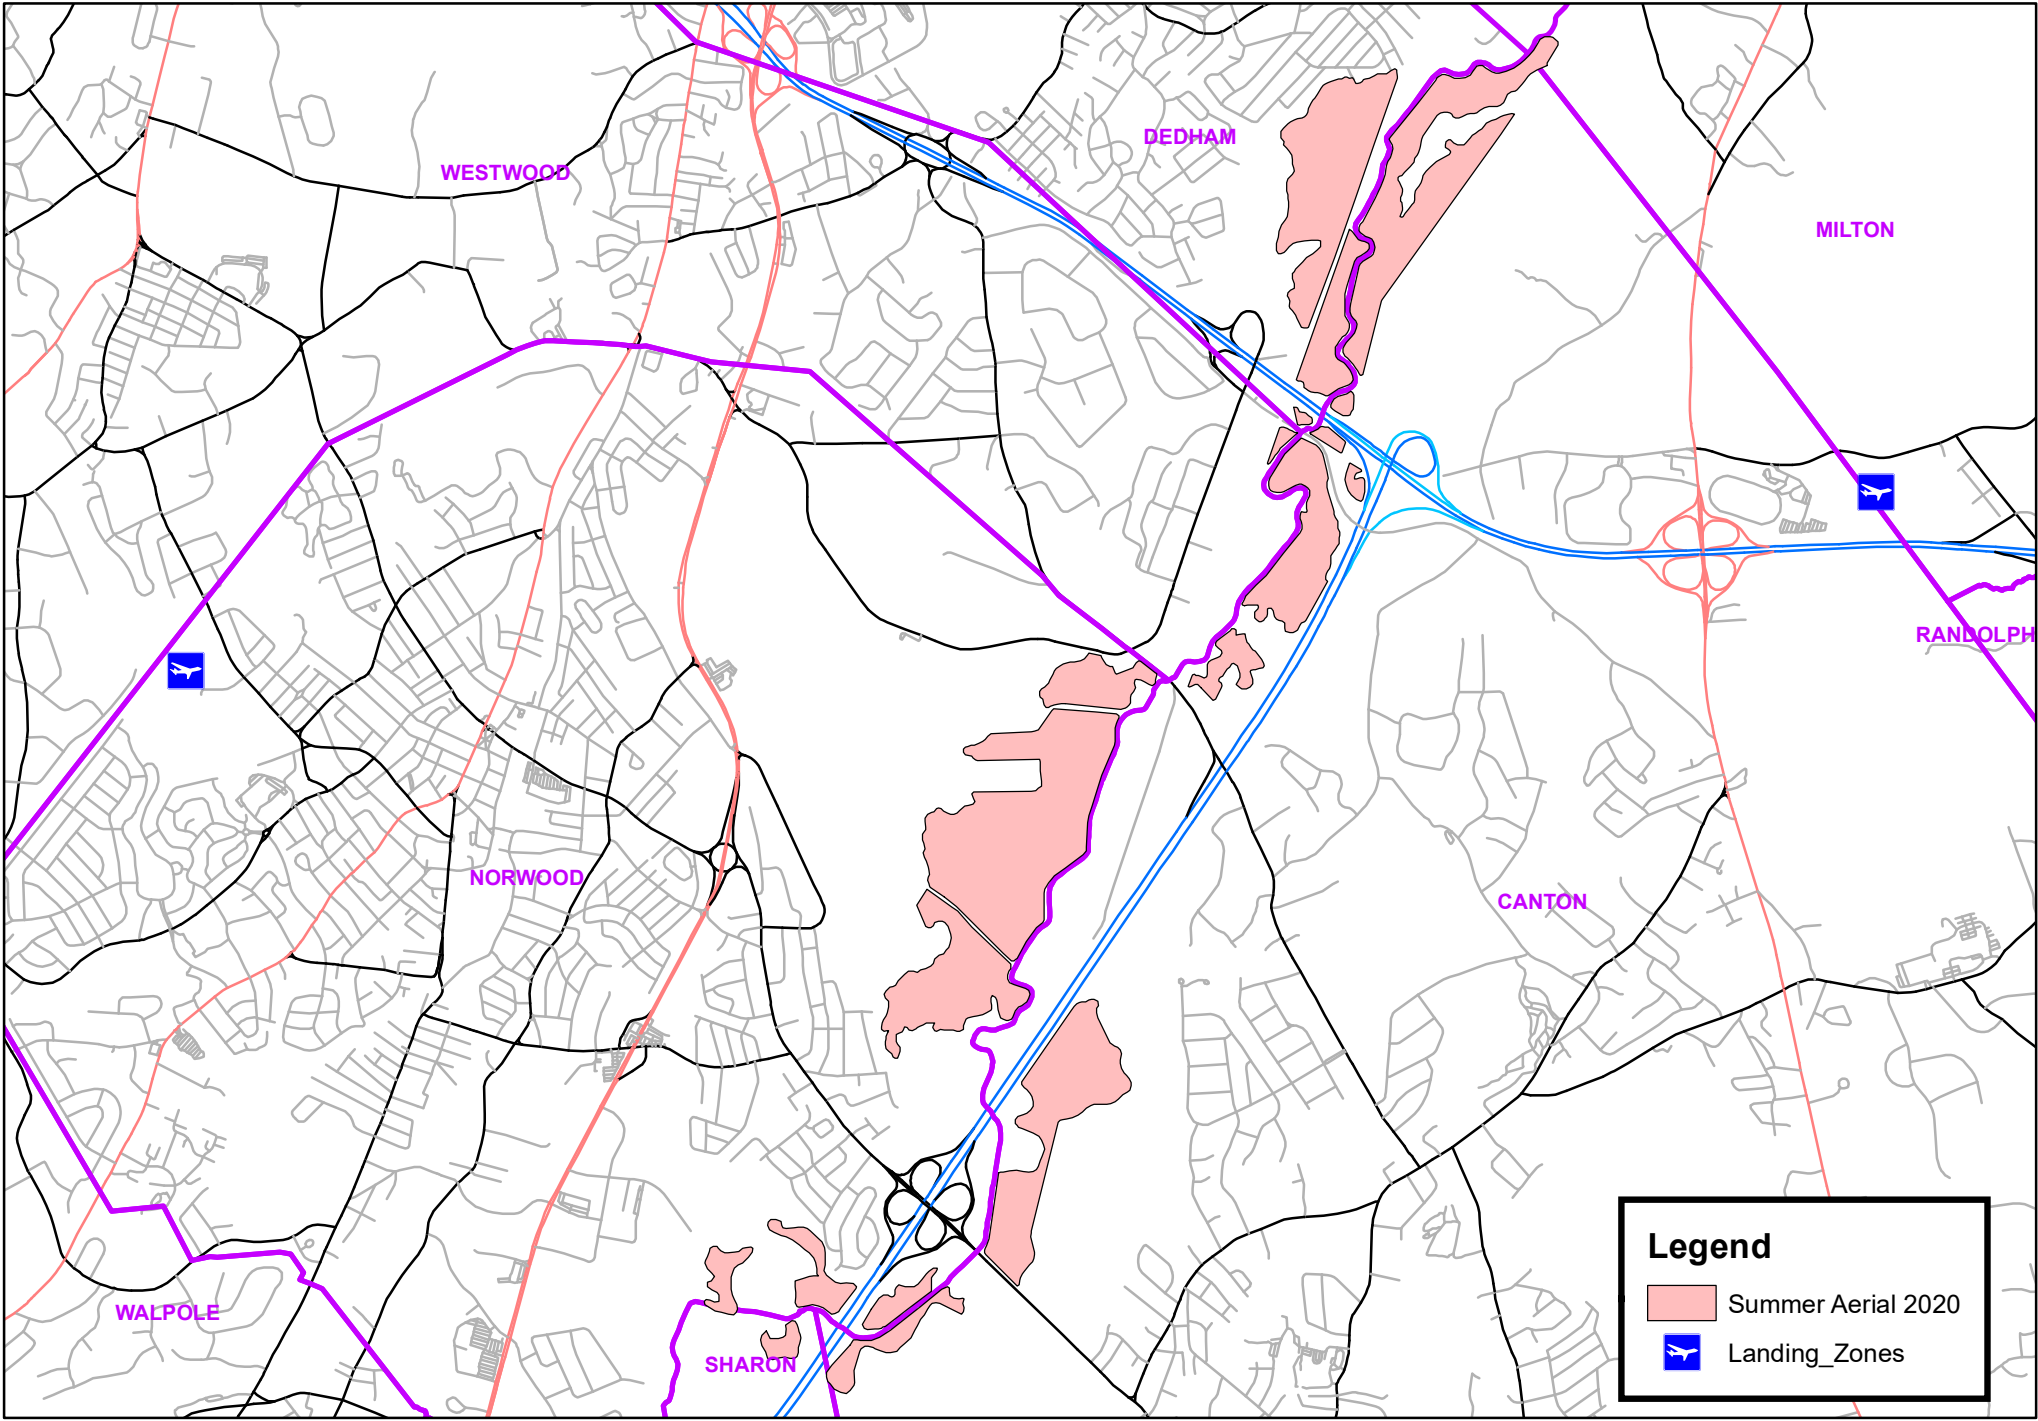 DEDHAM
WESTWOOD
MILTON
RANDOLPH
NORWOOD
CANTON
WALPOLE
SHARON
Legend
Summer Aerial 2020
Landing_Zones